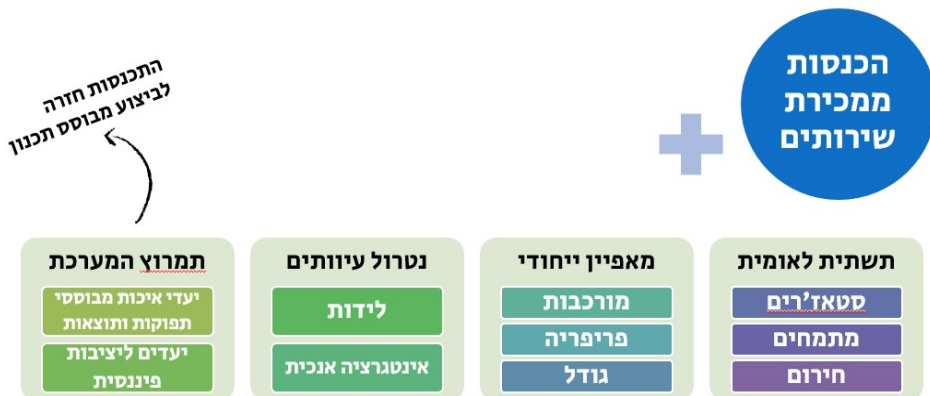 הכנסות
ממכירת
שירותים
התכנסות חזרה
לביצוע מבוסס תכנון
תשתית לאומית
סטאז'רים
מתמחים
חירום
מאפיין ייחודי
מורכבות
פריפריה
גודל
נטרול עיוותים
לידות
אינטגרציה אנכית
תמרוץ המערכת
יעדי איכות מבוססי
תפוקות ותוצאות
יעדים ליציבות
פיננסית